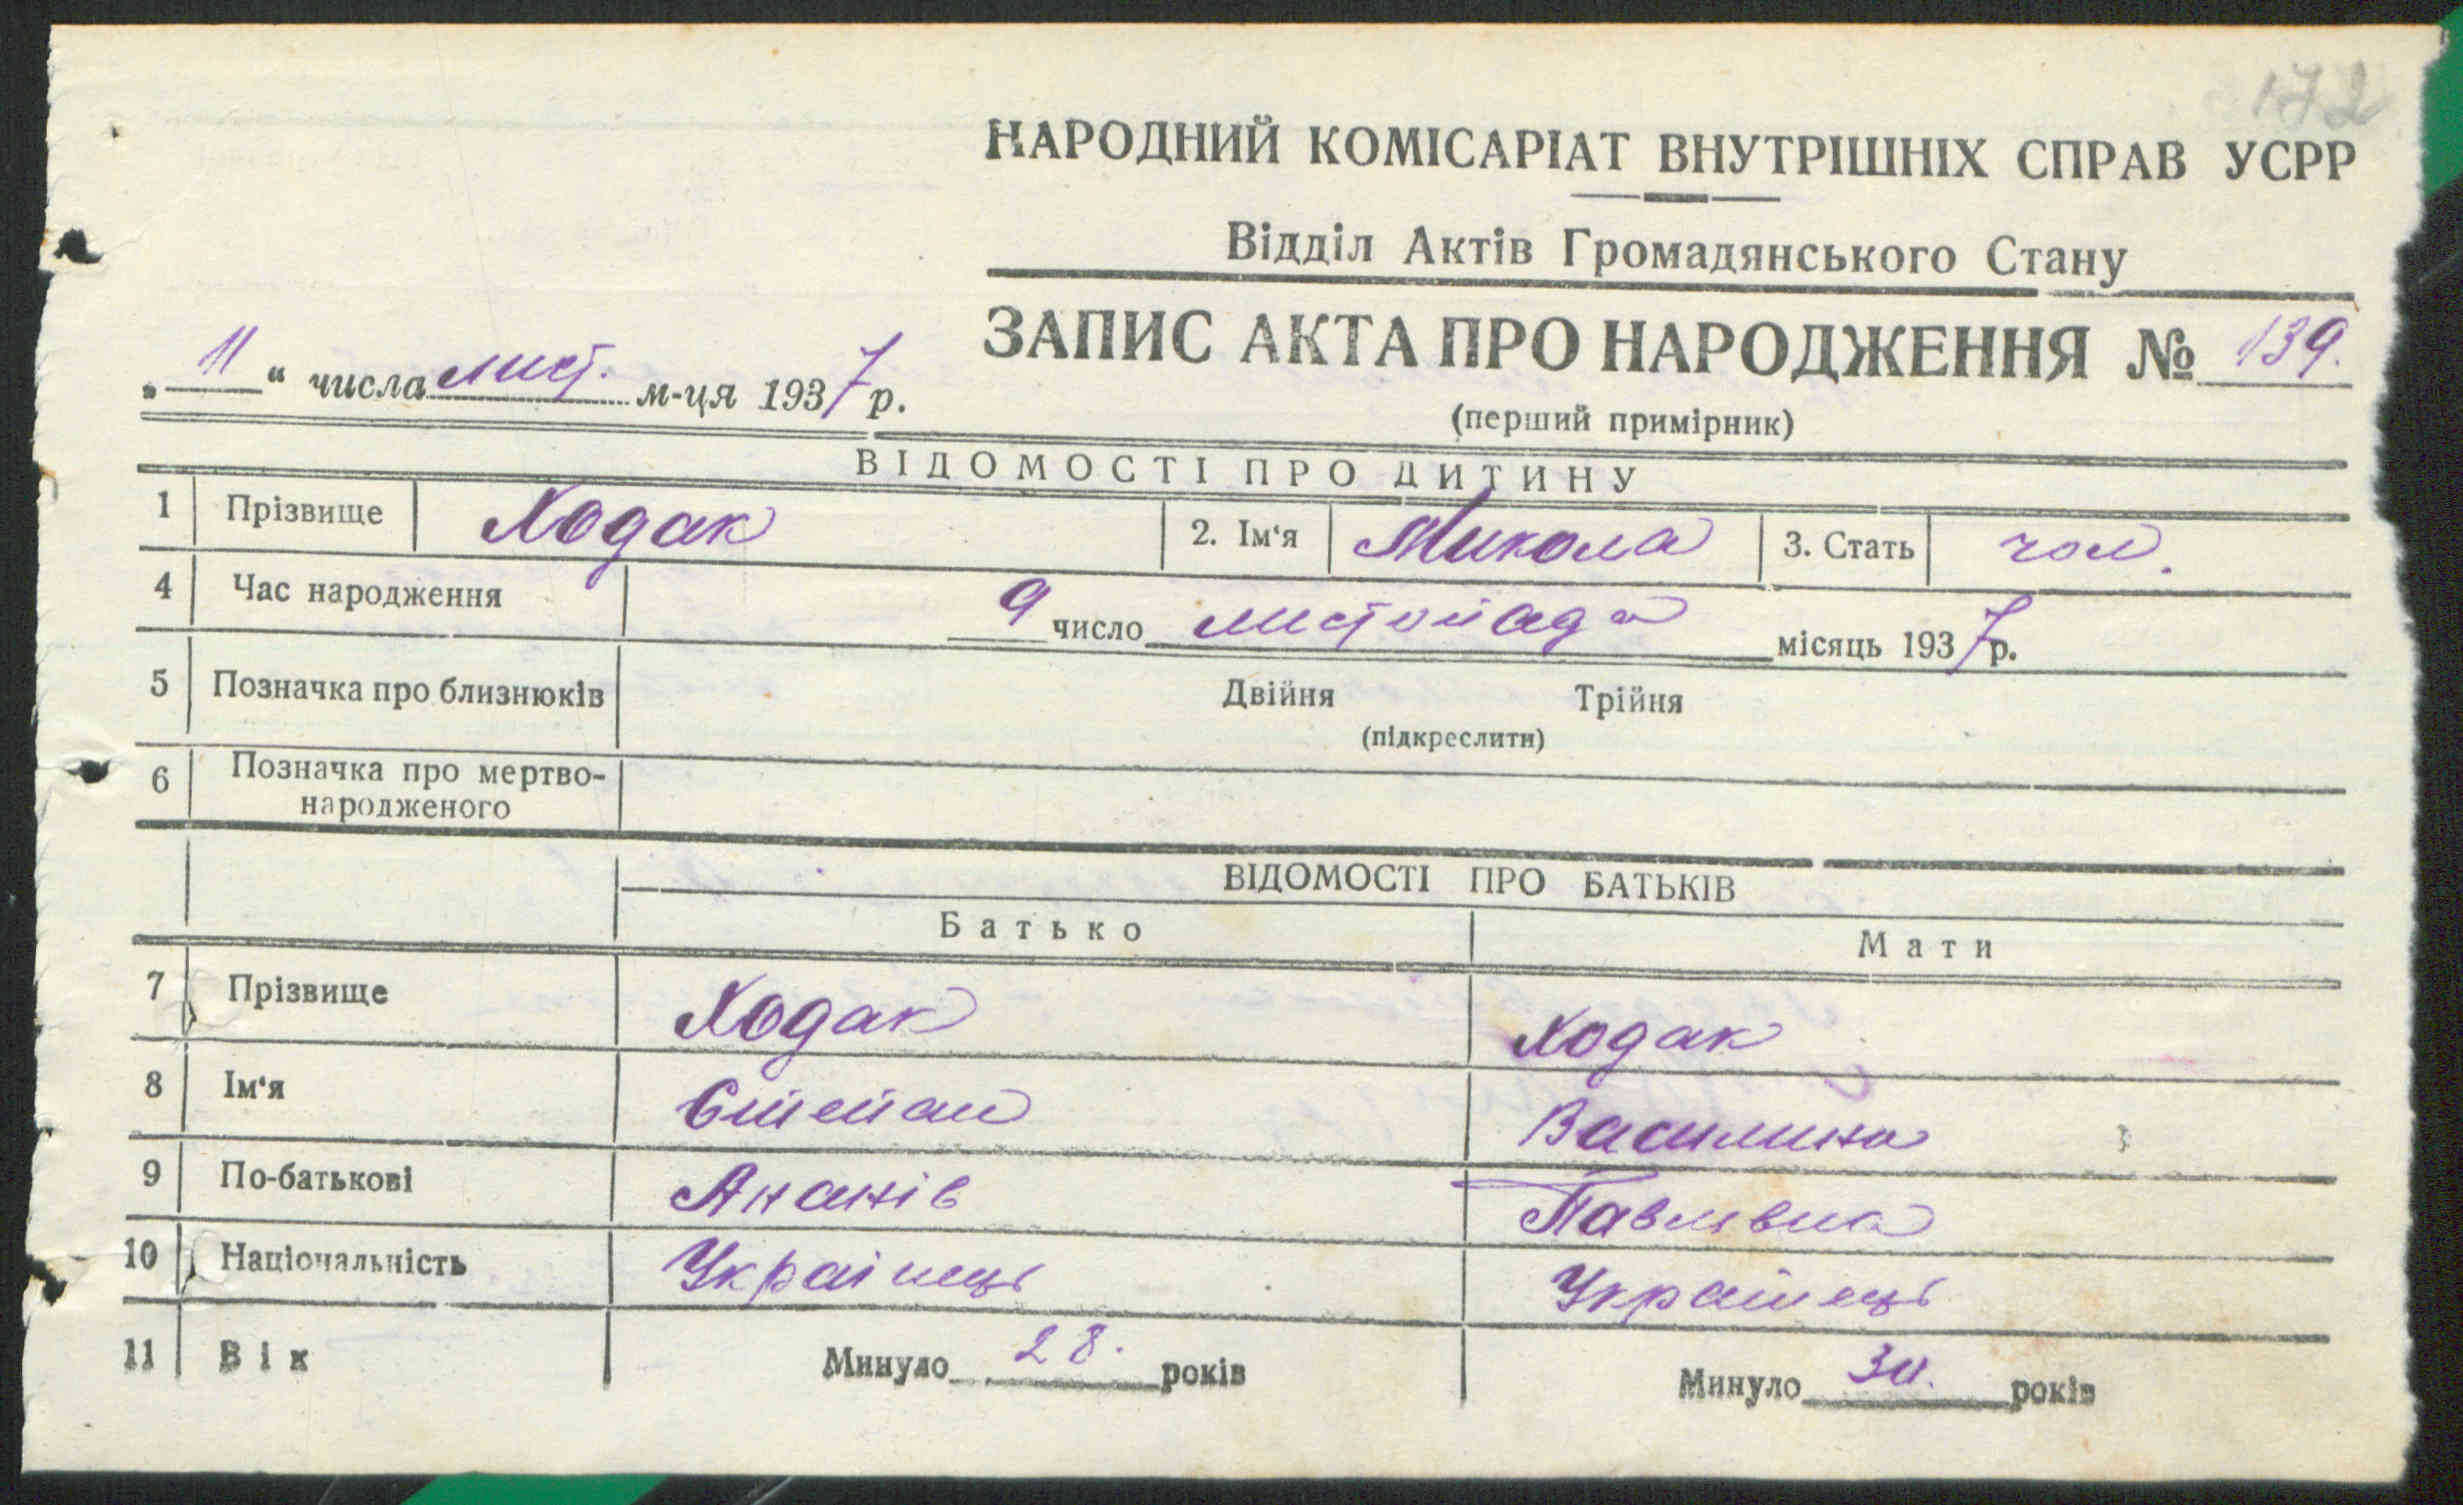 172
НАРОДНИЙ КОМІСАРІАТ ВНУТРІШНІХ СПРАВ УСРР
Відділ Актів Громадянського Стану
ЗАПИС АКТА ПРО НАРОДЖЕННЯ № 139.
„ 11 “ числа лист. м-ця 1937 р.
(перший примірник)
ВІДОМОСТІ ПРО ДИТИНУ
1 Прізвище Ходак 2. Ім‘я Микола 3. Стать чол.
4 Час народження 9 число листопада місяць 1937 р.
5 Позначка про близнюків Двійня Трійня
(підкреслити)
6 Позначка про мертво-
народженого
ВІДОМОСТІ ПРО БАТЬКІВ
Батько Мати
7 Прізвище Ходак Ходак
8 Ім‘я Степан Василина
9 По-батькові Ананів Павлівна
10 Національність Українець Українець
11 Вік Минуло 28. років Минуло 30. років